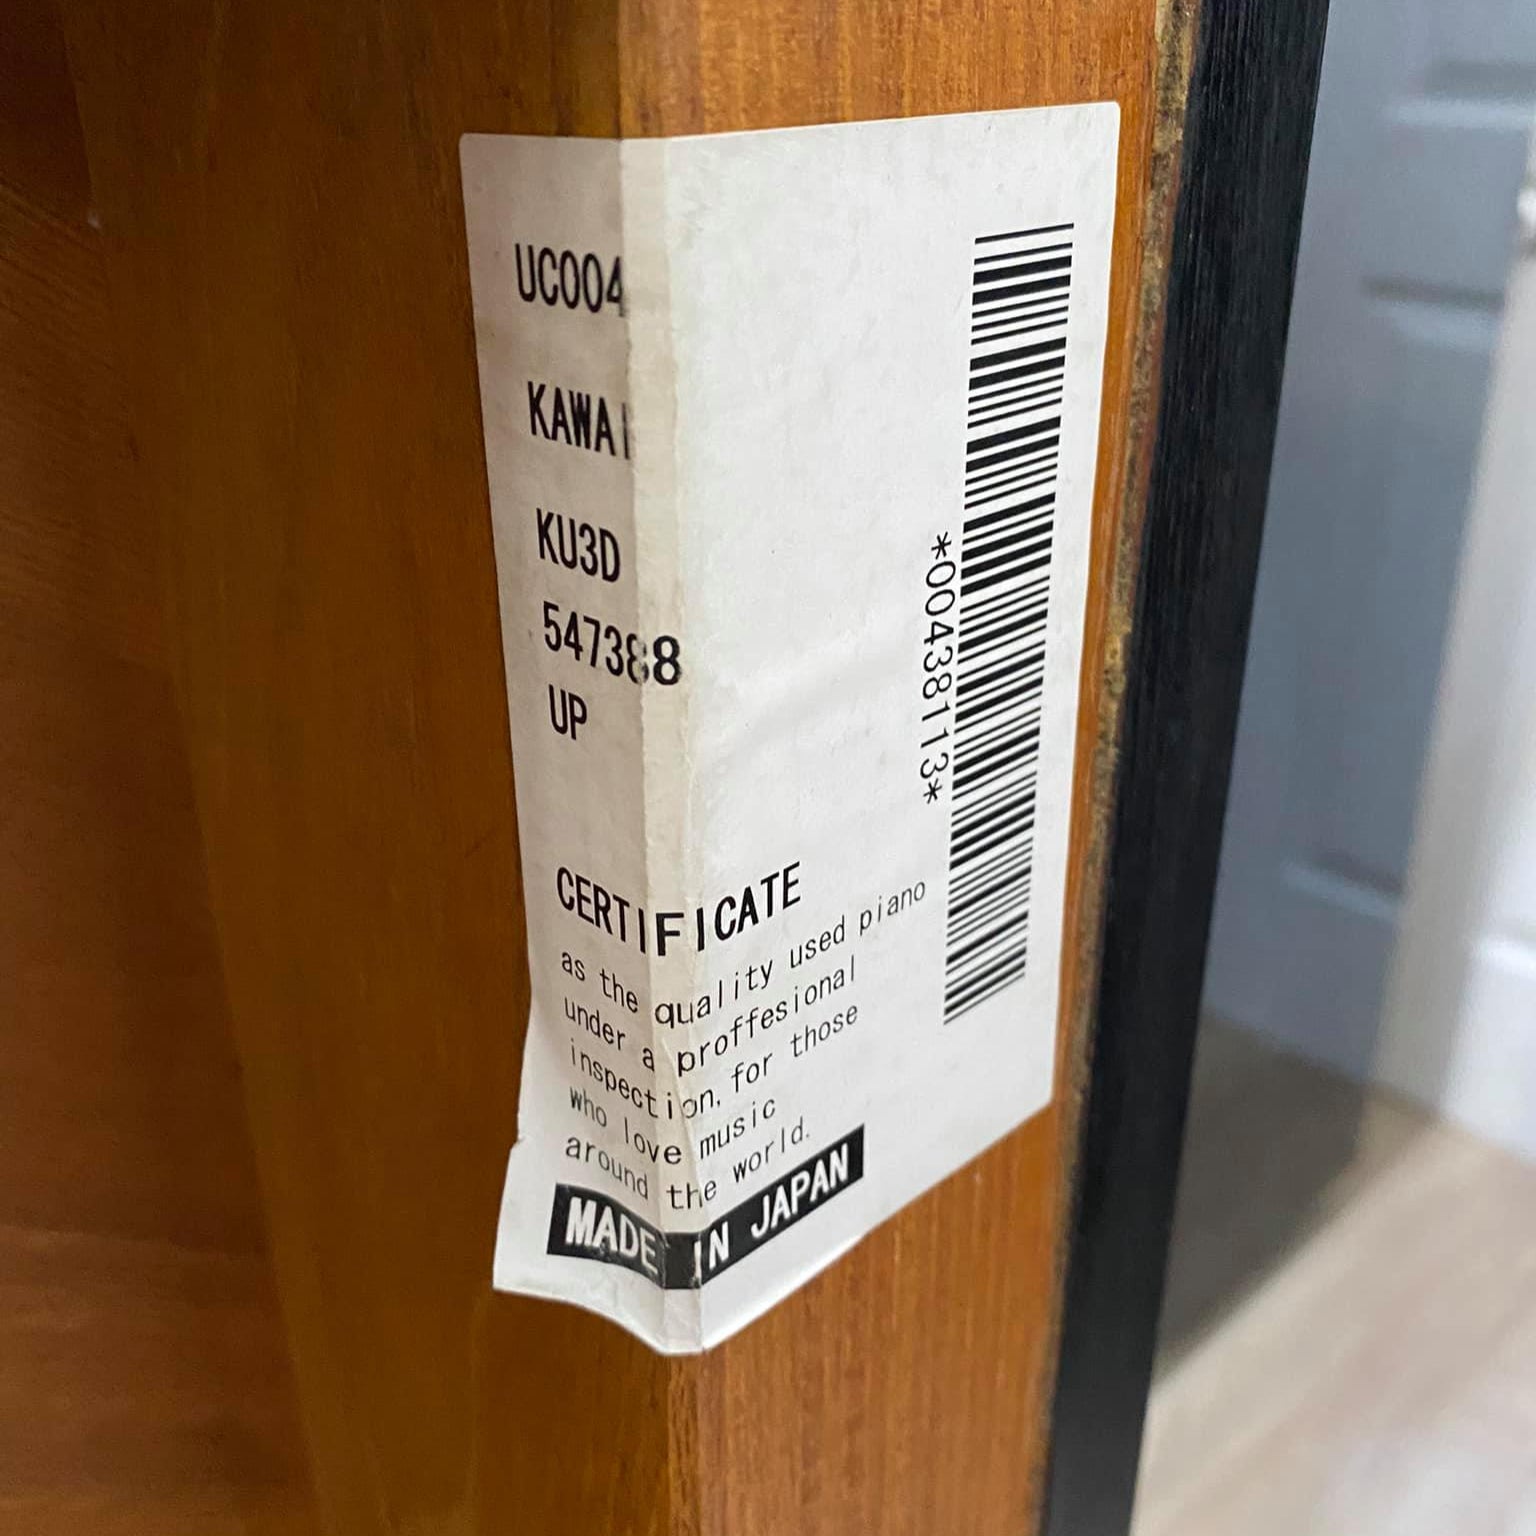 UC004
KAWAI
KU3D
547388
UP
*00438113*
CERTIFICATE
as the quality used piano
under a proffesional
inspection, for those
who love music
around the world.
MADE IN JAPAN